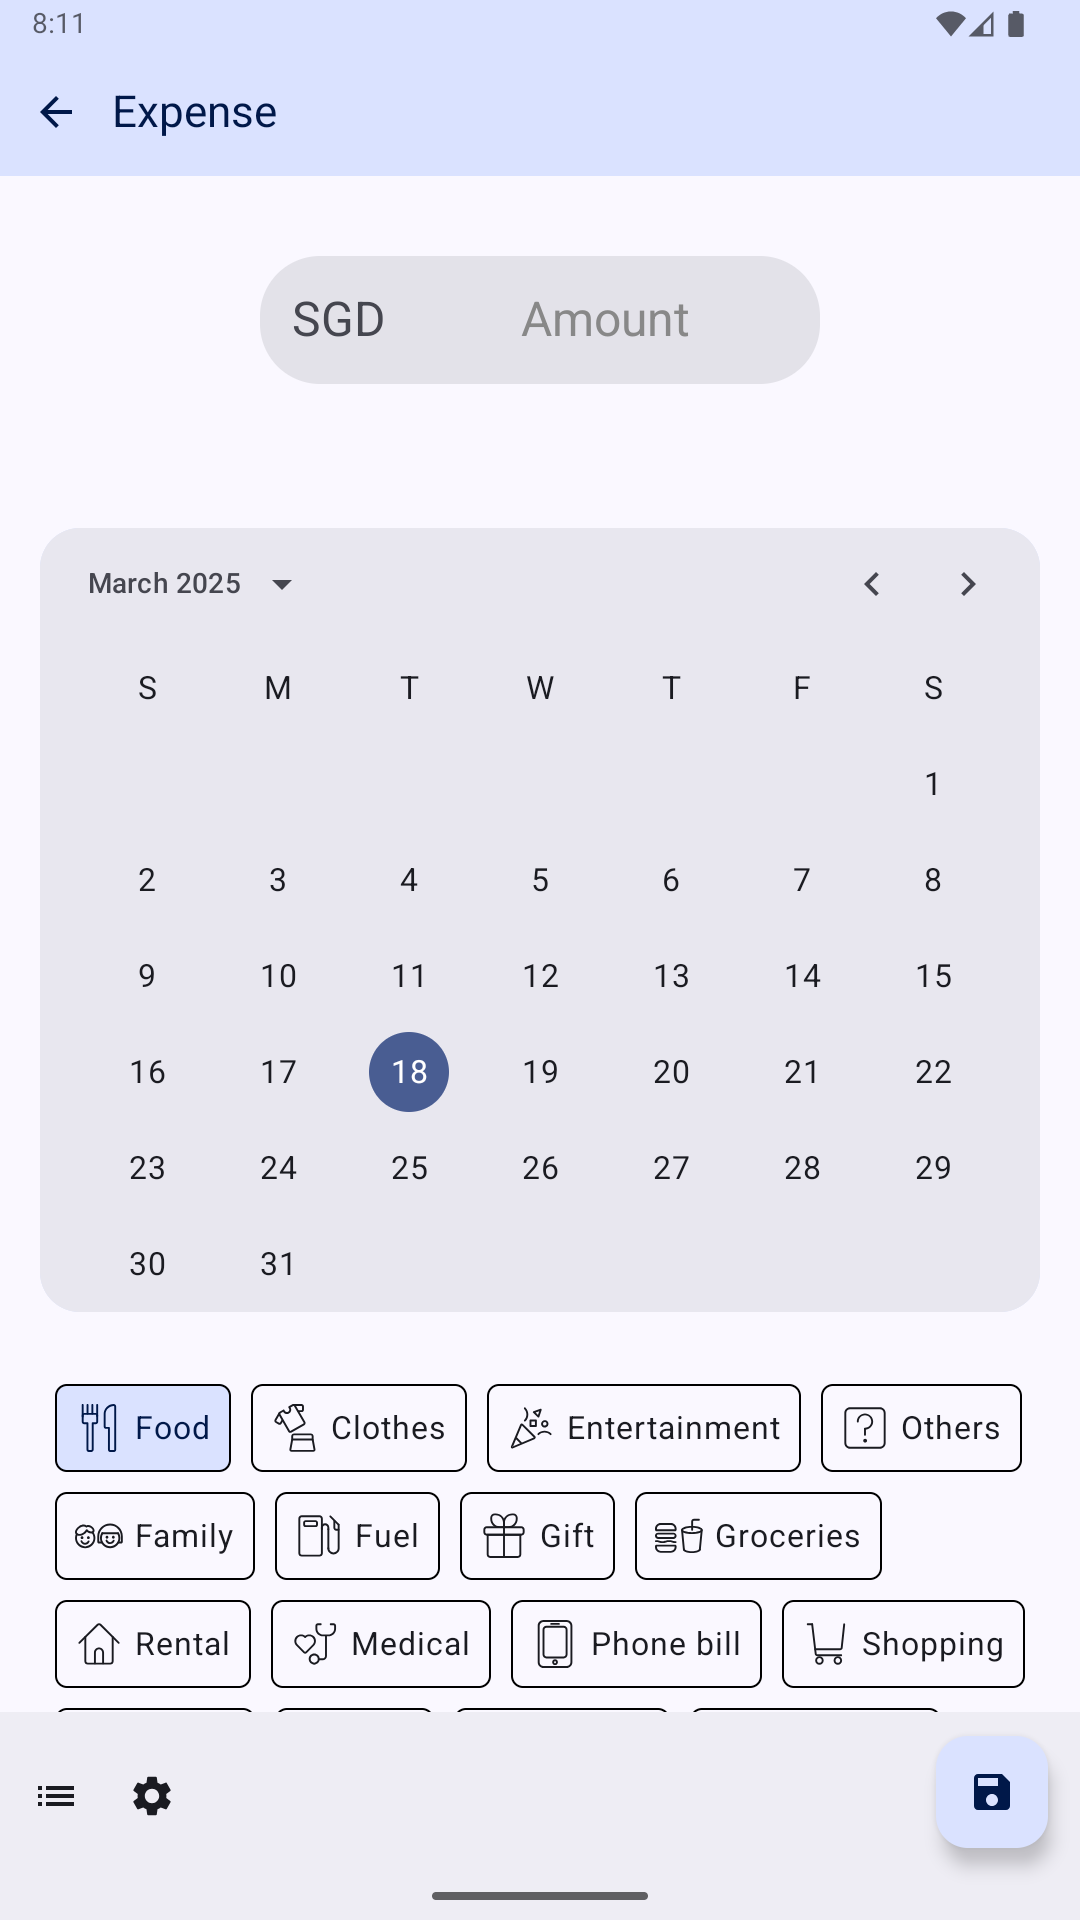 8:11
Expense
SGD Amount
March 2025
S M T W T F S
1
2 3 4 5 6 7 8
9 10 11 12 13 14 15
16 17 18 19 20 21 22
23 24 25 26 27 28 29
30 31
Food Clothes Entertainment Others
Family Fuel Gift Groceries
Rental Medical Phone bill Shopping